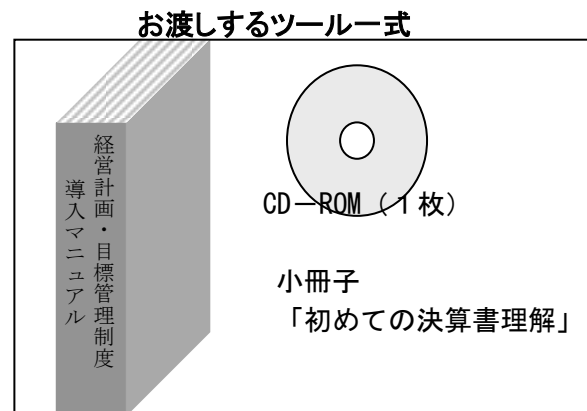 お渡しするツール一式
経営計画・目標管理制度
導入マニュアル
CD－ROM（１枚）
小冊子
「初めての決算書理解」